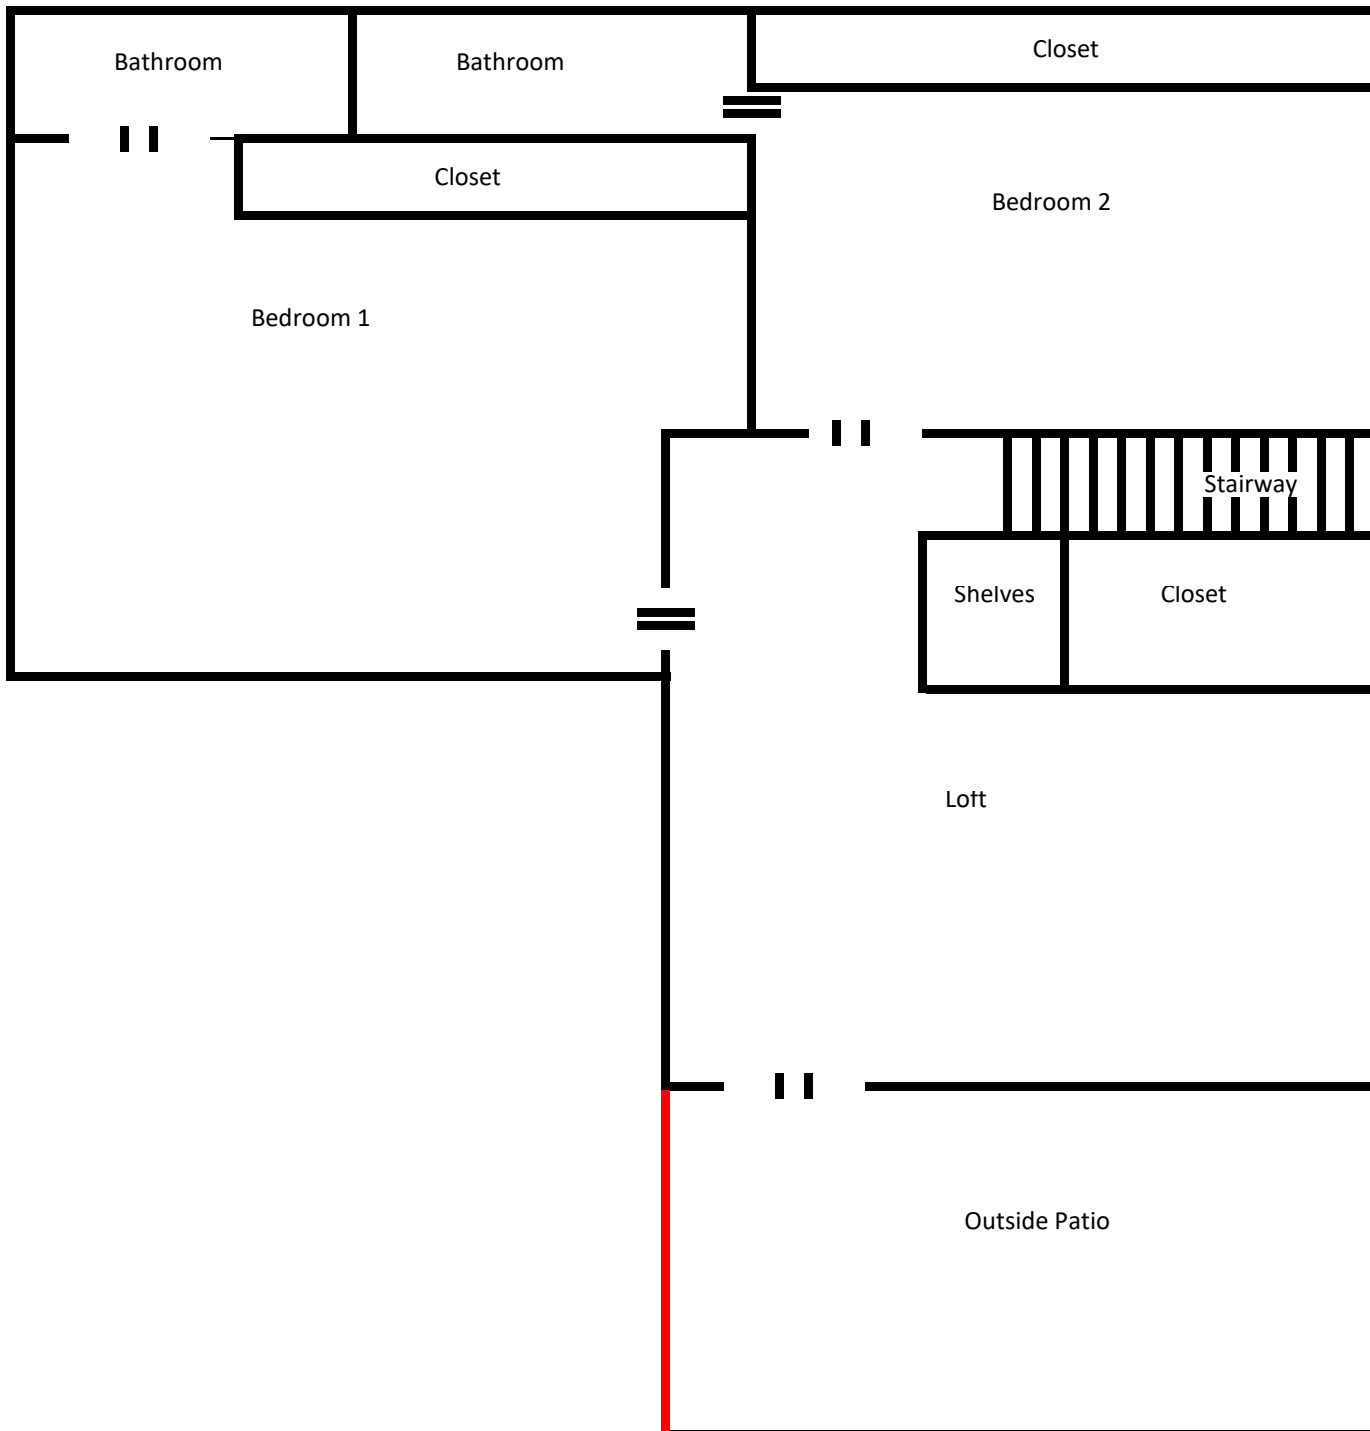 Bathroom
Bathroom
Closet
Closet
Bedroom 2
Bedroom 1
Stairway
Shelves
Closet
Loft
Outside Patio